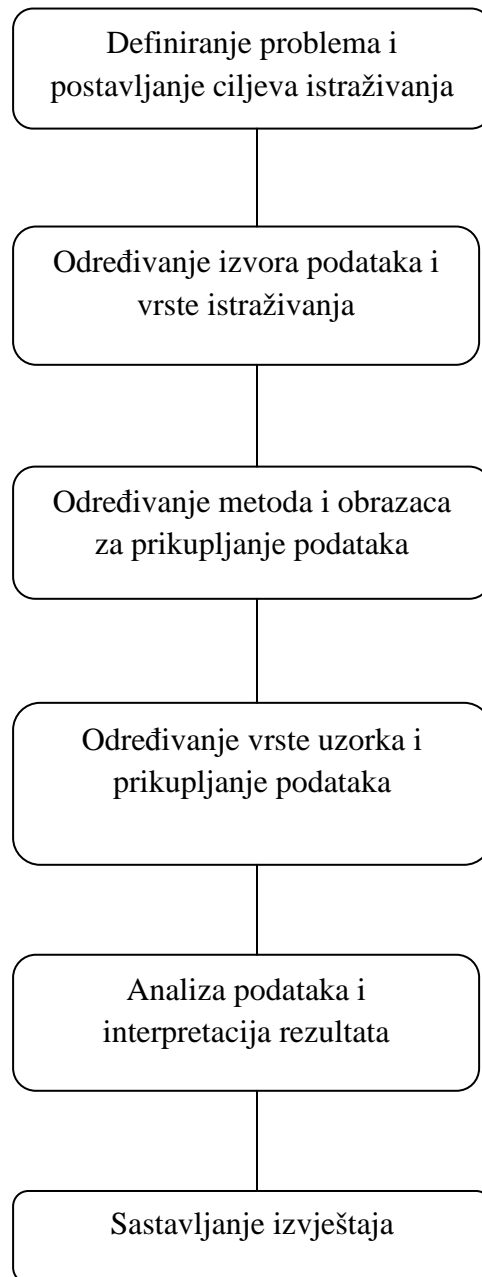 Definiranje problema i
postavljanje ciljeva istraživanja
Određivanje izvora podataka i
vrste istraživanja
Određivanje metoda i obrazaca
za prikupljanje podataka
Određivanje vrste uzorka i
prikupljanje podataka
Analiza podataka i
interpretacija rezultata
Sastavljanje izvještaja